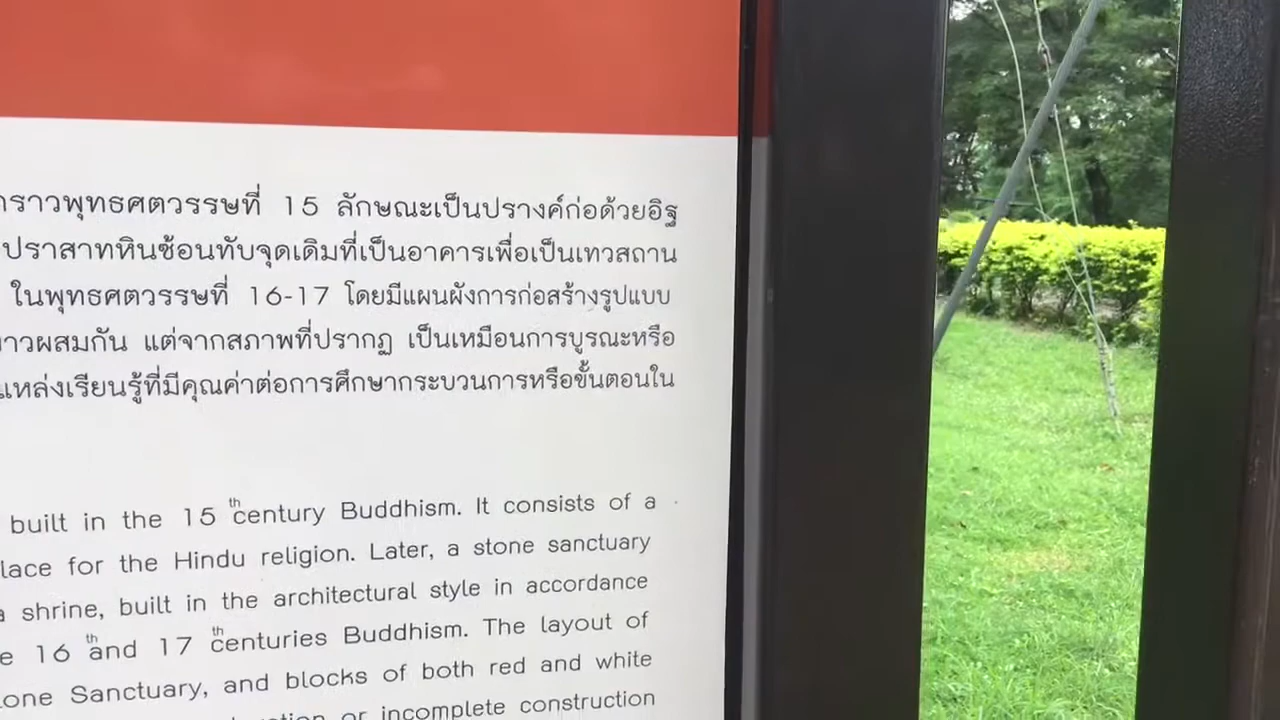 ราวพุทธศตวรรษที่ 15 ลักษณะเป็นปรางค์ก่อด้วยอิฐ
ปราสาทหินซ้อนทับจุดเดิมที่เป็นอาคารเพื่อเป็นเทวสถาน
ในพุทธศตวรรษที่ 16-17 โดยมีแผนผังการก่อสร้างรูปแบบ
าวผสมกัน แต่จากสภาพที่ปรากฏ เป็นเหมือนการบูรณะหรือ
แหล่งเรียนรู้ที่มีคุณค่าต่อการศึกษากระบวนการหรือขั้นตอนใน
built in the 15 th century Buddhism. It consists of a
lace for the Hindu religion. Later, a stone sanctuary
a shrine, built in the architectural style in accordance
e 16 th and 17 th centuries Buddhism. The layout of
tone Sanctuary, and blocks of both red and white
or incomplete construction